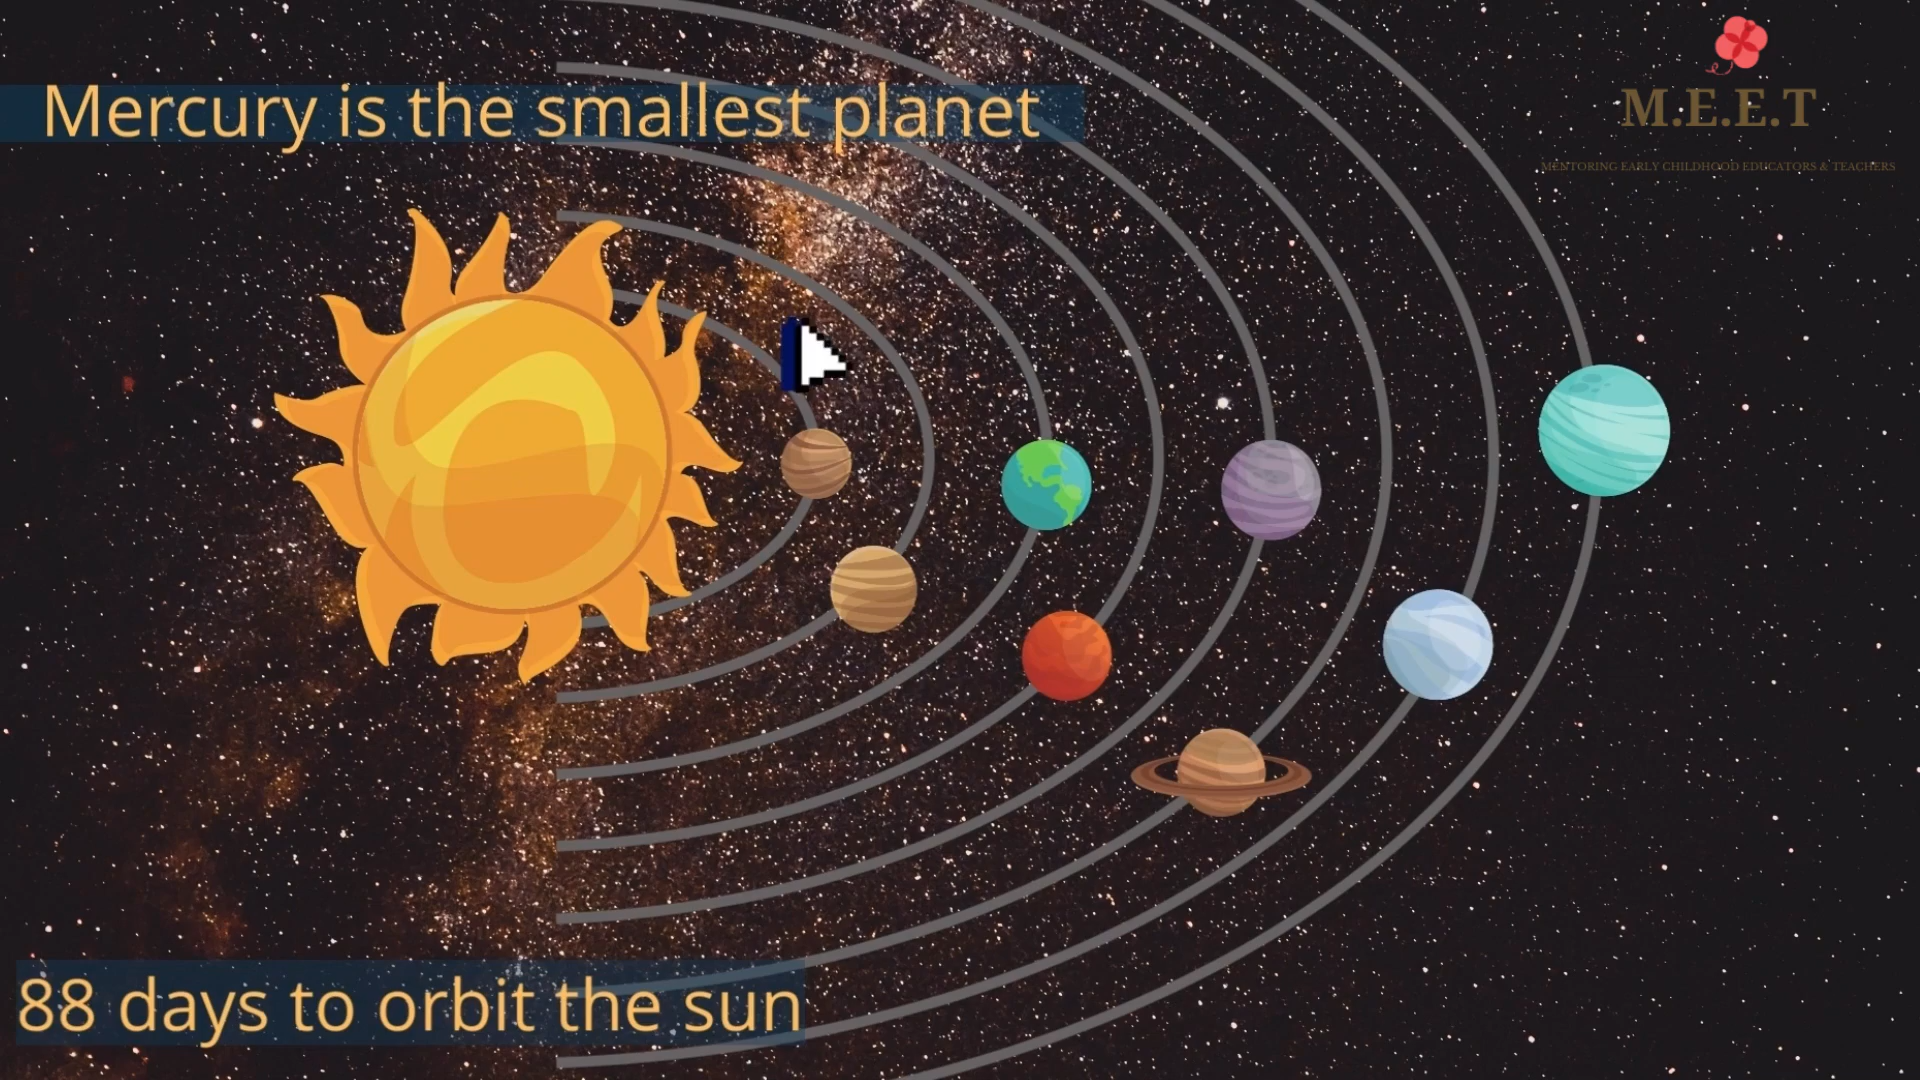 Mercury is the smallest planet
M.E.E.T
MENTORING EARLY CHILDHOOD EDUCATORS & TEACHERS
88 days to orbit the sun